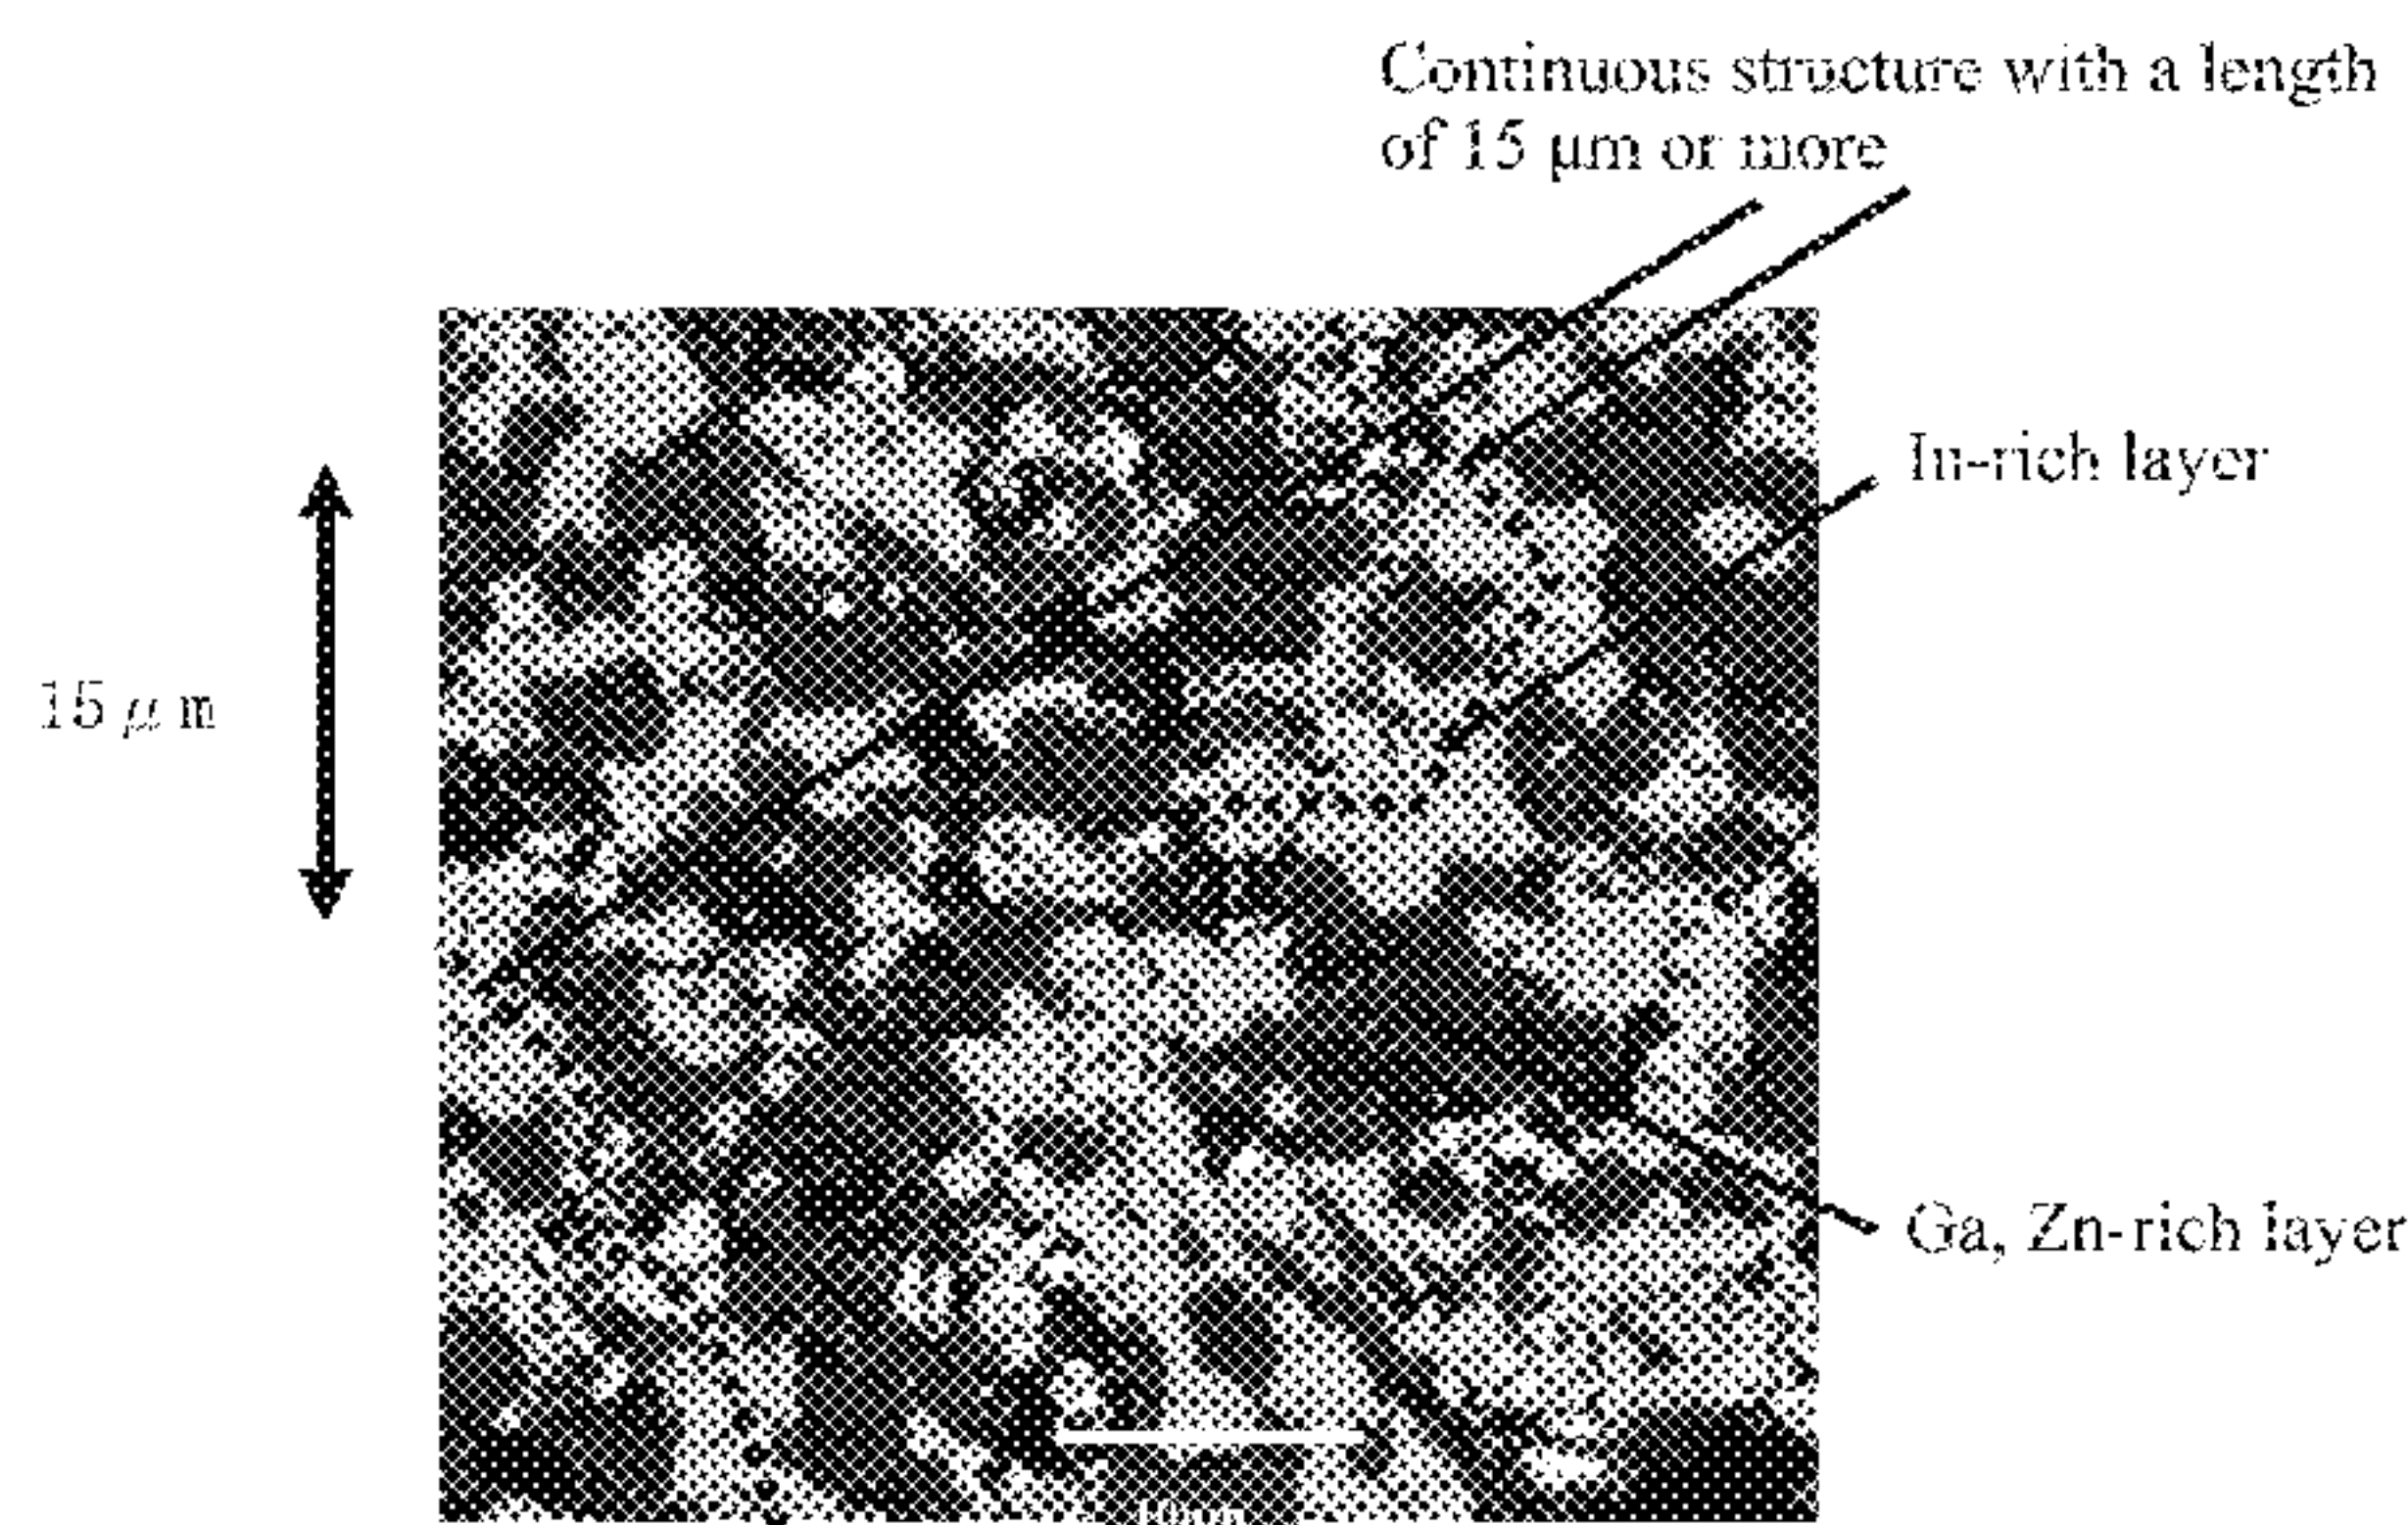 Continuous structure with a length
of 15 μm or more
In-rich layer
15 μm
Ga, Zn-rich layer